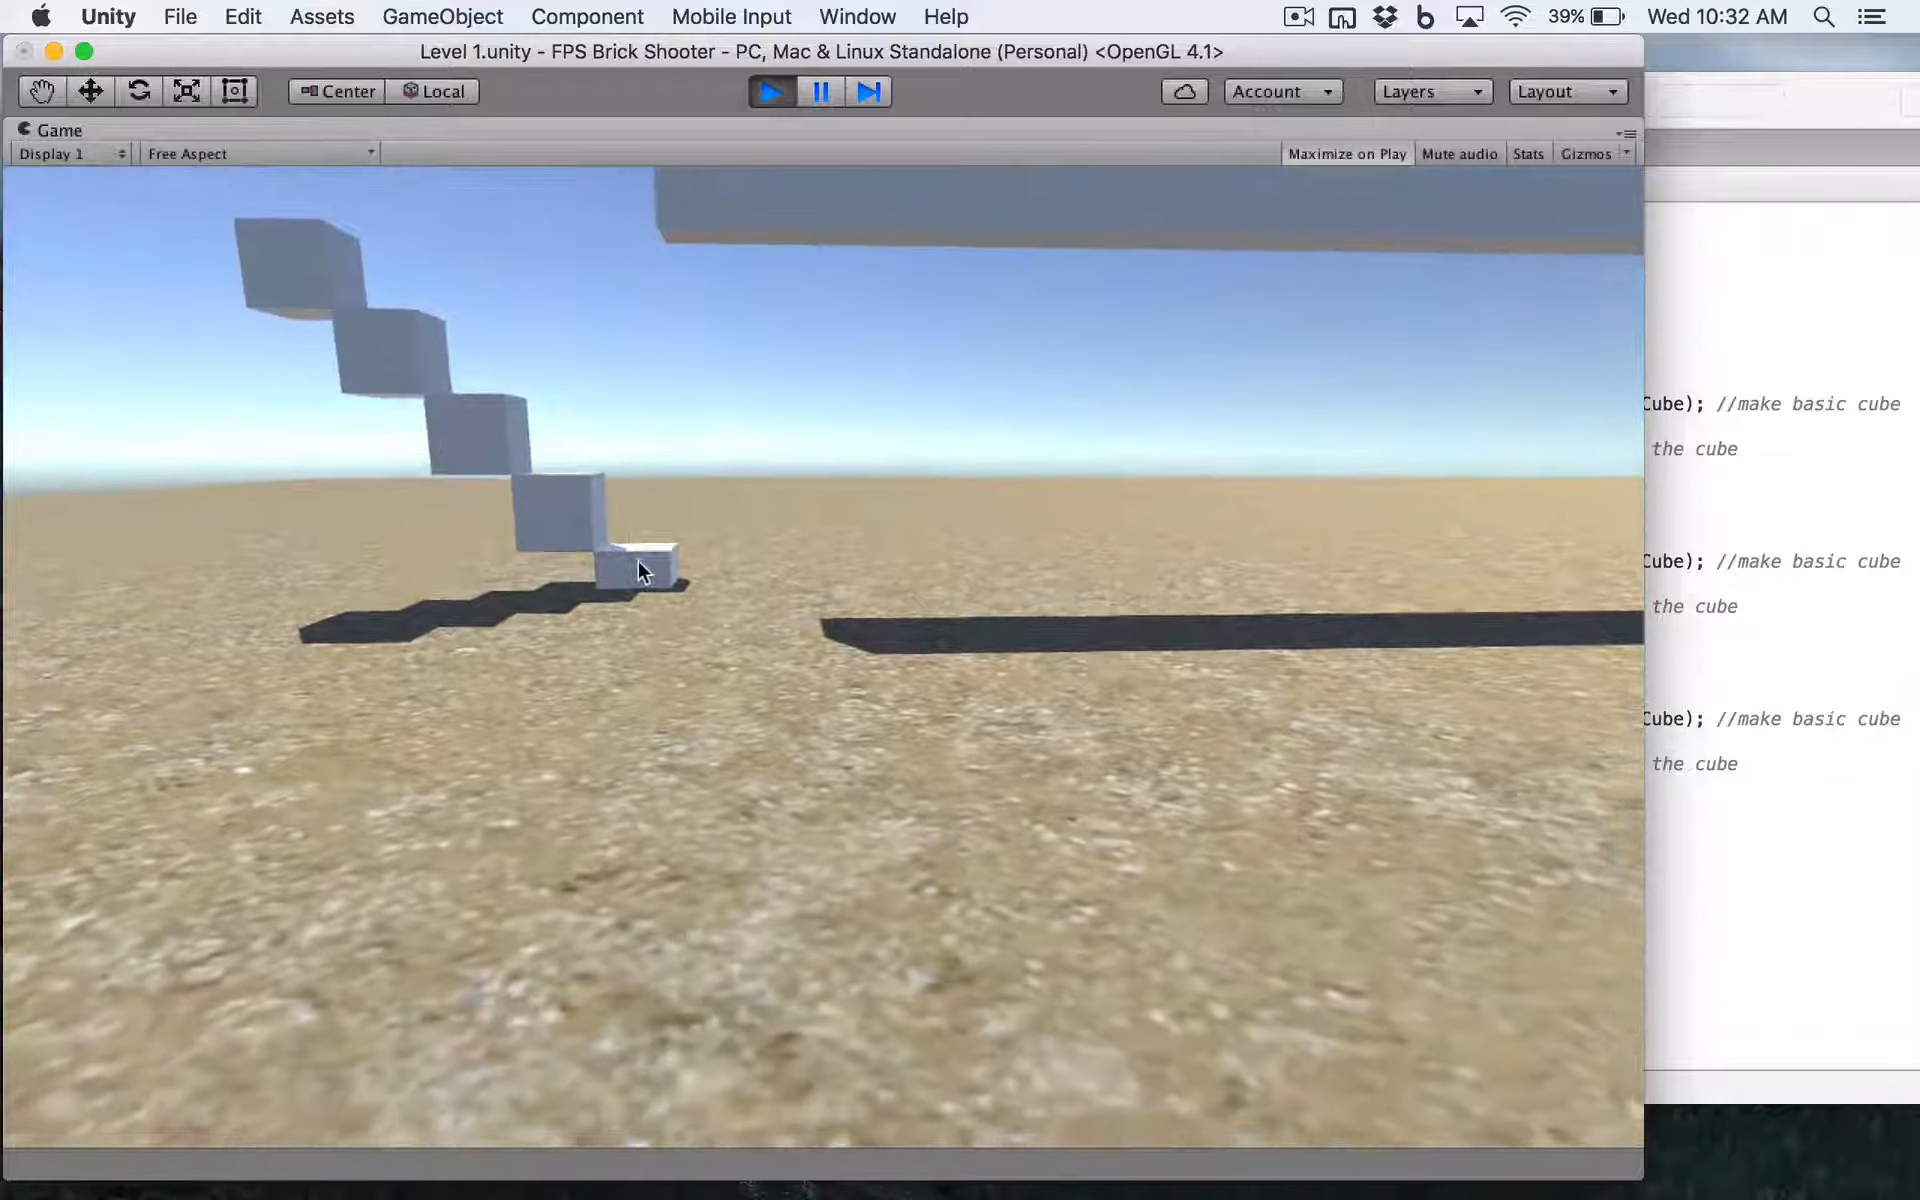 Unity File Edit Assets GameObject Component Mobile Input Window Help 39% Wed 10:32 AM
Level 1.unity - FPS Brick Shooter - PC, Mac & Linux Standalone (Personal) <OpenGL 4.1>
Center Local Account Layers Layout
Game
Display 1 Free Aspect Maximize on Play Mute audio Stats Gizmos
Cube); //make basic cube
the cube
Cube); //make basic cube
the cube
Cube); //make basic cube
the cube